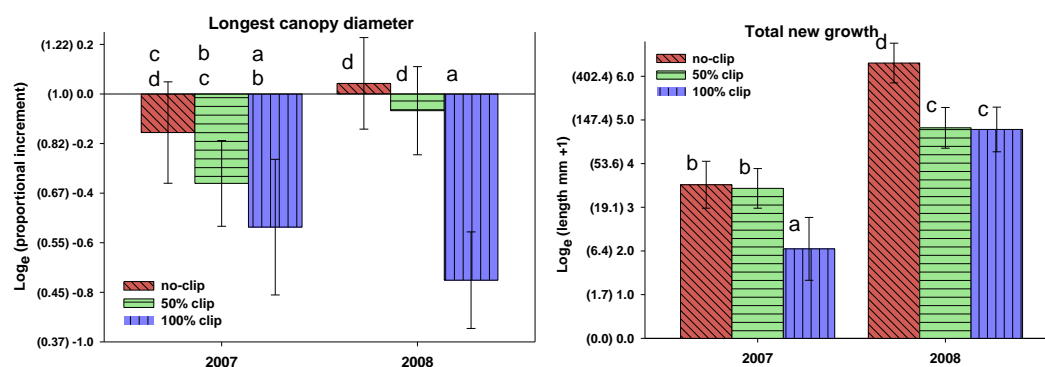 Longest canopy diameter
Log_e (proportional increment)
(1.22) 0.2
(1.0) 0.0
(0.82) -0.2
(0.67) -0.4
(0.55) -0.6
(0.45) -0.8
(0.37) -1.0
c b a
d c b
d d a
no-clip
50% clip
100% clip
2007 2008
Total new growth
Log_e (length mm +1)
(402.4) 6.0
(147.4) 5.0
(53.6) 4
(19.1) 3
(6.4) 2.0
(1.7) 1.0
(0.0) 0.0
no-clip
50% clip
100% clip
b b a
d c c
2007 2008